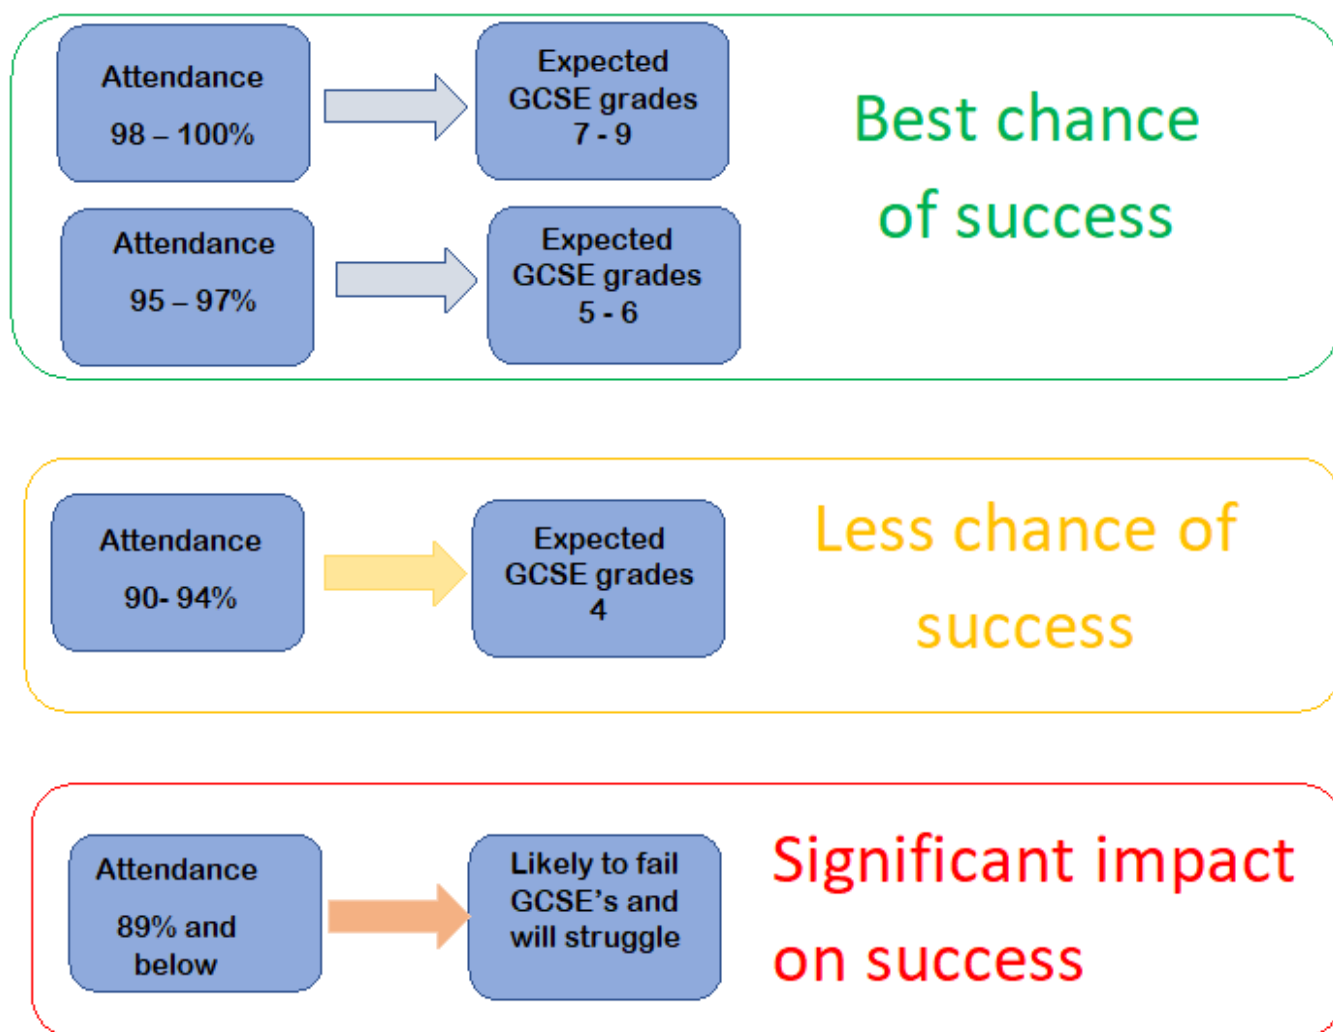 Attendance
98 – 100%
Expected
GCSE grades
7 - 9
Best chance
of success
Attendance
95 – 97%
Expected
GCSE grades
5 - 6
Attendance
90- 94%
Expected
GCSE grades
4
Less chance of
success
Attendance
89% and
below
Likely to fail
GCSE's and
will struggle
Significant impact
on success